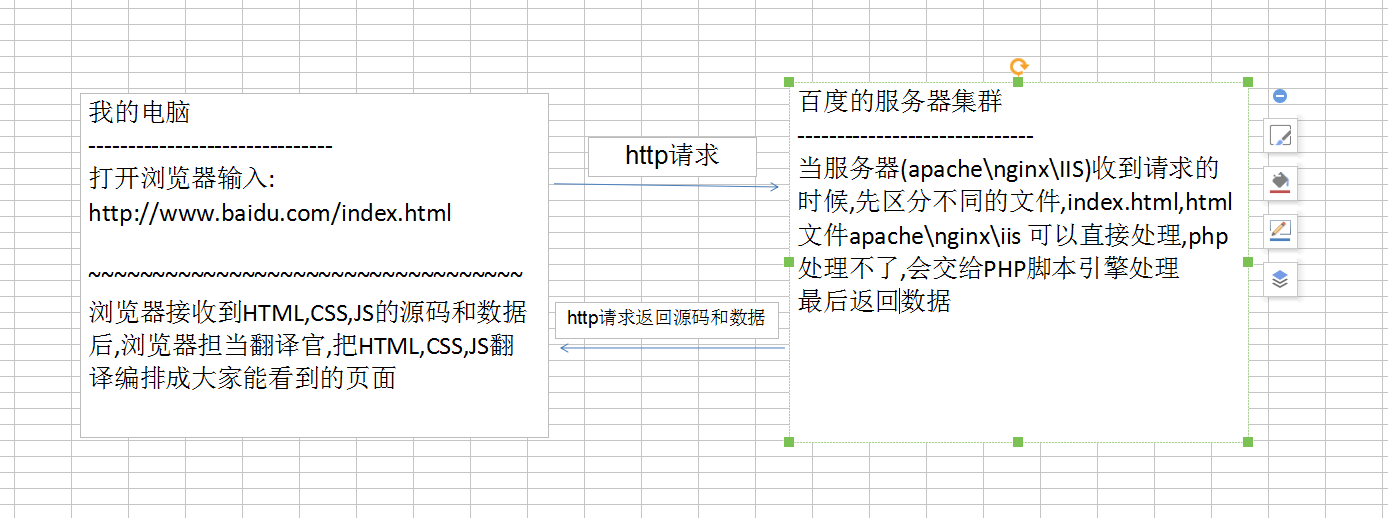 我的电脑
-------------------------------
打开浏览器输入:
http://www.baidu.com/index.html
~~~~~~~~~~~~~~~~~~~~~~~~~~~~~~~~~~
浏览器接收到HTML,CSS,JS的源码和数据
后,浏览器担当翻译官,把HTML,CSS,JS翻
译编排成大家能看到的页面
http请求
http请求返回源码和数据
百度的服务器集群
------------------------------
当服务器(apache\nginx\IIS)收到请求的
时候,先区分不同的文件,index.html,html
文件apache\nginx\iis 可以直接处理,php
处理不了,会交给PHP脚本引擎处理
最后返回数据